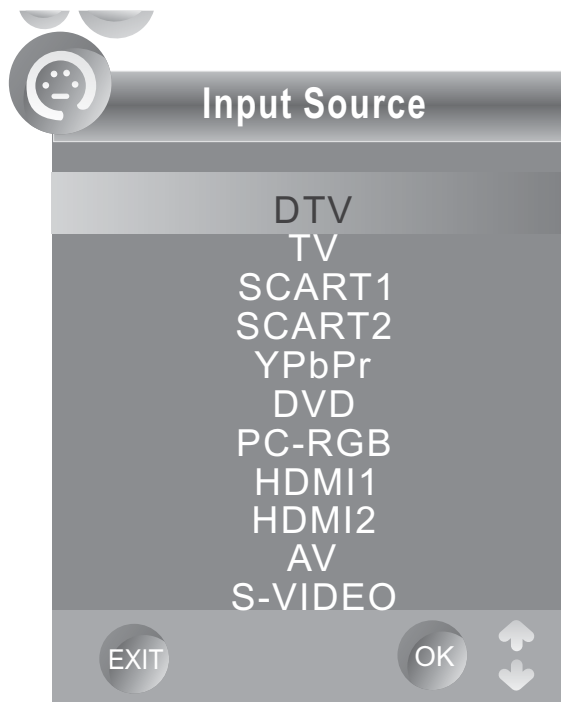 Input Source
DTV
TV
SCART1
SCART2
YPbPr
DVD
PC-RGB
HDMI1
HDMI2
AV
S-VIDEO
EXIT OK